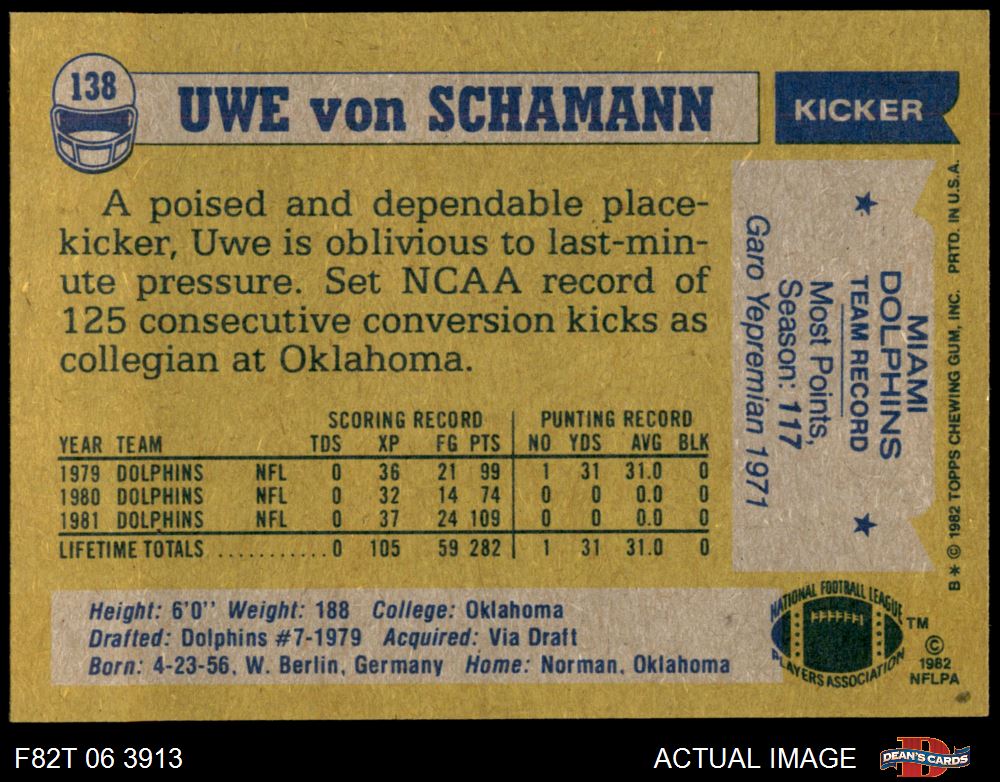 138
UWE von SCHAMANN
KICKER
A poised and dependable place-
kicker, Uwe is oblivious to last-min-
ute pressure. Set NCAA record of
125 consecutive conversion kicks as
collegian at Oklahoma.
SCORING RECORD PUNTING RECORD
YEAR TEAM TDS XP FG PTS NO YDS AVG BLK
1979 DOLPHINS NFL 0 36 21 99 1 31 31.0 0
1980 DOLPHINS NFL 0 32 14 74 0 0 0.0 0
1981 DOLPHINS NFL 0 37 24 109 0 0 0.0 0
LIFETIME TOTALS ...........0 105 59 282 1 31 31.0 0
MIAMI
DOLPHINS
TEAM RECORD
Most Points,
Season: 117
Garo Yepremian 1971
B* © 1982 TOPPS CHEWING GUM, INC. PRTD. IN U.S.A.
Height: 6'0" Weight: 188 College: Oklahoma
Drafted: Dolphins #7-1979 Acquired: Via Draft
Born: 4-23-56, W. Berlin, Germany Home: Norman, Oklahoma
NATIONAL FOOTBALL LEAGUE
PLAYERS ASSOCIATION
TM
©
1982
NFLPA
F82T 06 3913
ACTUAL IMAGE
DEAN'S CARDS